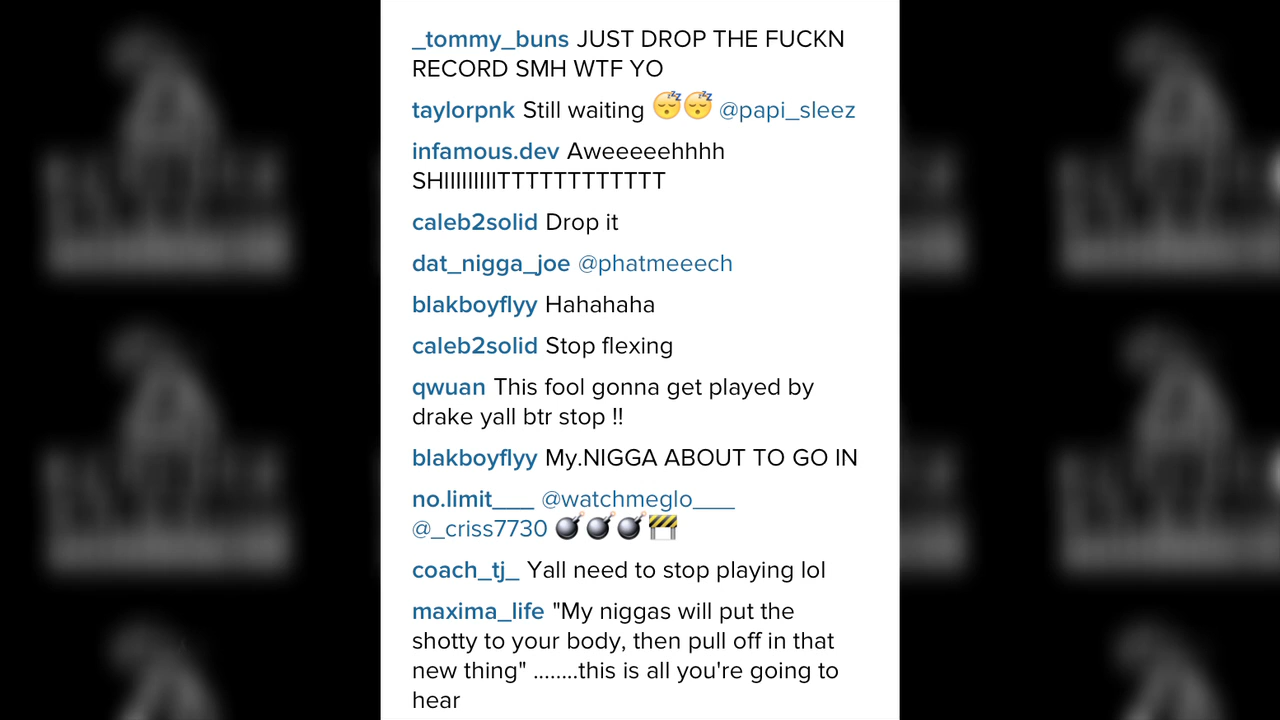 _tommy_buns JUST DROP THE FUCKN
RECORD SMH WTF YO
taylorpnk Still waiting 😴😴 @papi_sleez
infamous.dev Aweeeeehhhh
SHIIIIIIIIITTTTTTTTTTTT
caleb2solid Drop it
dat_nigga_joe @phatmeeech
blakboyflyy Hahahaha
caleb2solid Stop flexing
qwuan This fool gonna get played by
drake yall btr stop !!
blakboyflyy My.NIGGA ABOUT TO GO IN
no.limit___ @watchmeglo___
@_criss7730 💣💣💣🚧
coach_tj_ Yall need to stop playing lol
maxima_life "My niggas will put the
shotty to your body, then pull off in that
new thing" ........this is all you're going to
hear